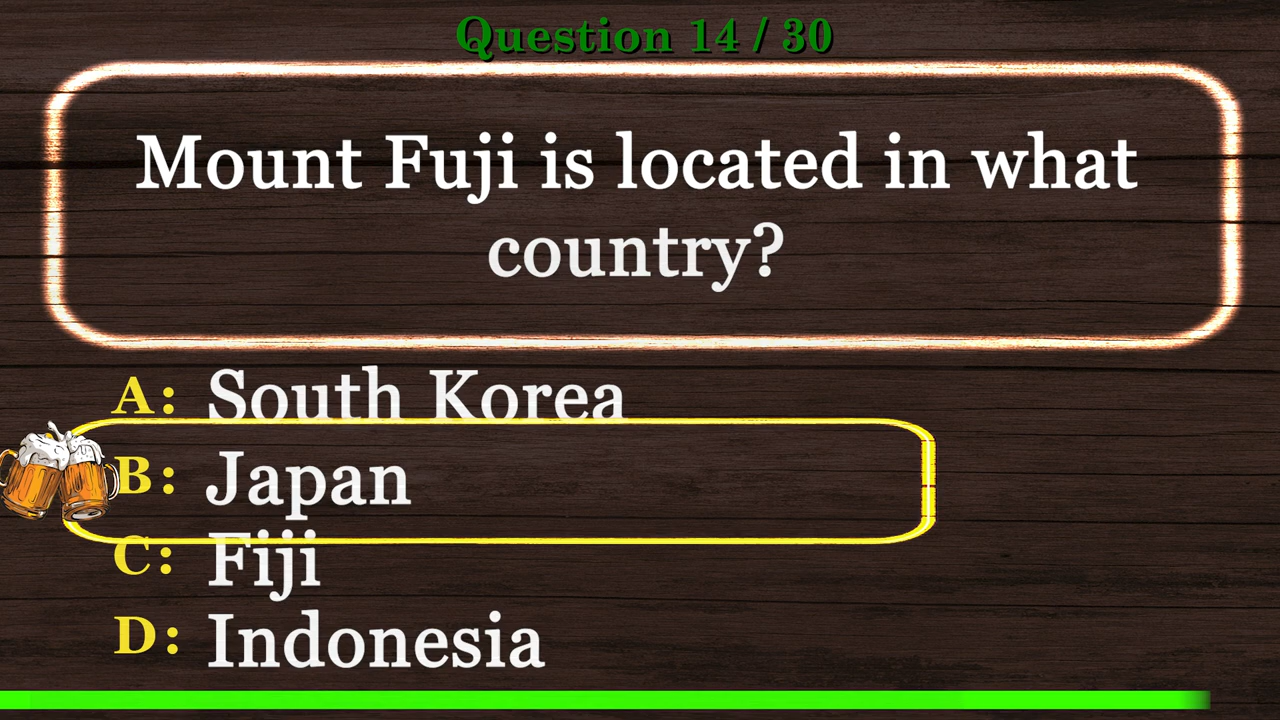 Question 14 / 30
Mount Fuji is located in what
country?
A: South Korea
B: Japan
C: Fiji
D: Indonesia